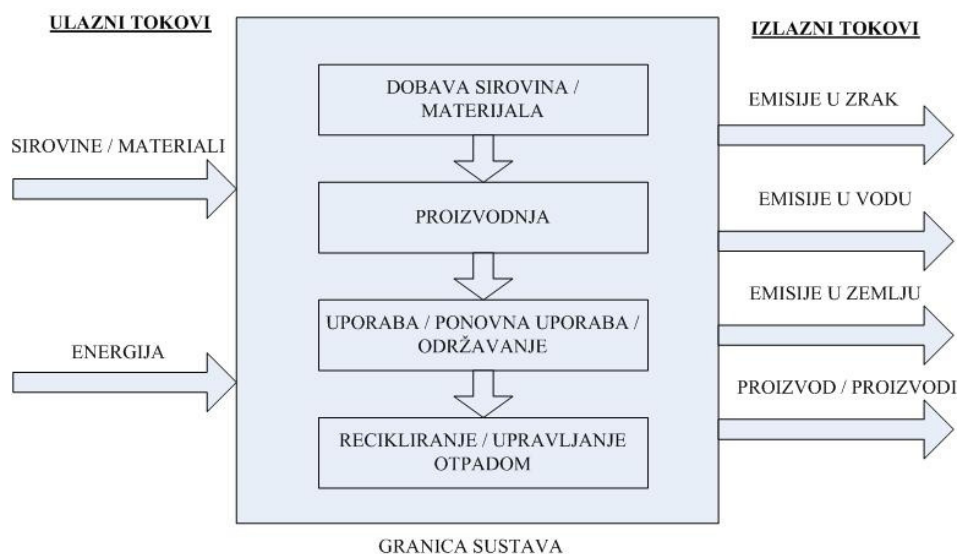 ULAZNI TOKOVI
SIROVINE / MATERIALI
ENERGIJA
DOBAVA SIROVINA /
MATERIJALA
PROIZVODNJA
UPORABA / PONOVNA UPORABA /
ODRŽAVANJE
RECIKLIRANJE / UPRAVLJANJE
OTPADOM
IZLAZNI TOKOVI
EMISIJE U ZRAK
EMISIJE U VODU
EMISIJE U ZEMLJU
PROIZVOD / PROIZVODI
GRANICA SUSTAVA